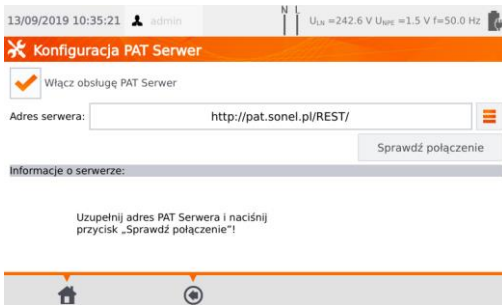 13/09/2019 10:35:21 admin N L U_LN =242.6 V U_NPE =1.5 V f=50.0 Hz
Konfiguracja PAT Serwer
Włącz obsługę PAT Serwer
Adres serwera: http://pat.sonel.pl/REST/
Sprawdź połączenie
Informacje o serwerze:
Uzupełnij adres PAT Serwera i naciśnij
przycisk „Sprawdź połączenie”!